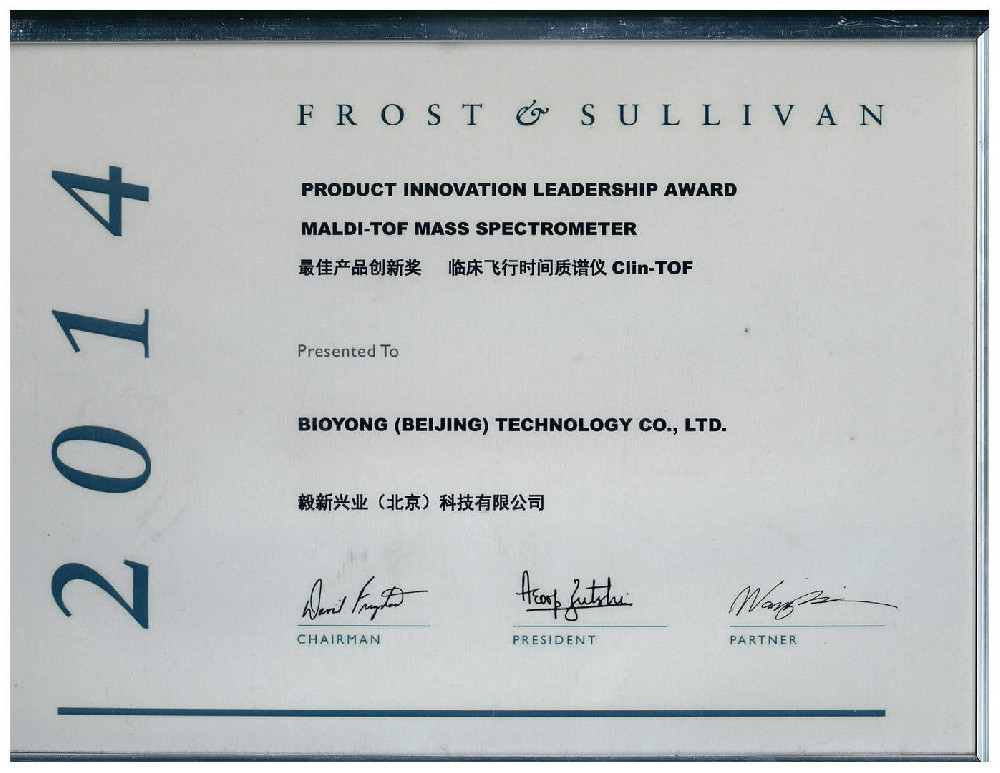 FROST & SULLIVAN
2014
PRODUCT INNOVATION LEADERSHIP AWARD
MALDI-TOF MASS SPECTROMETER
最佳产品创新奖 临床飞行时间质谱仪 Clin-TOF
Presented To
BIOYONG (BEIJING) TECHNOLOGY CO., LTD.
毅新兴业（北京）科技有限公司
CHAIRMAN
PRESIDENT
PARTNER